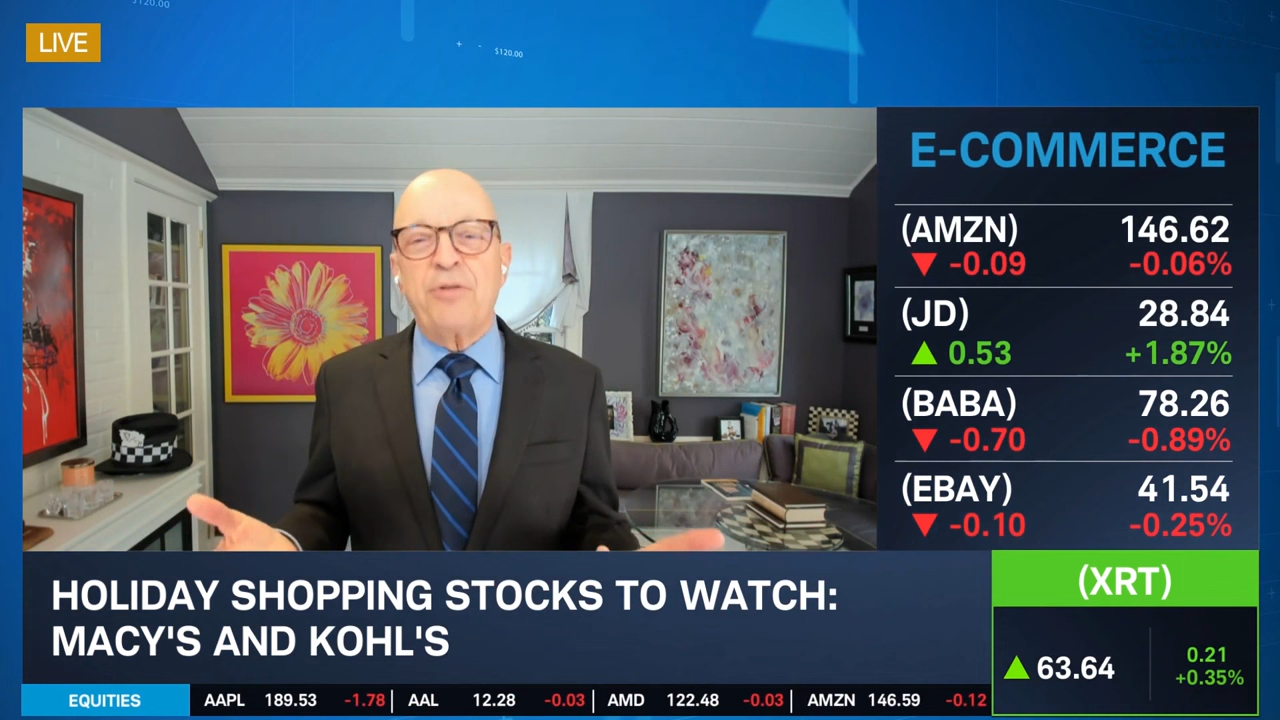 LIVE
$120.00
$120.00
E-COMMERCE
(AMZN) 146.62
▼ -0.09 -0.06%
(JD) 28.84
▲ 0.53 +1.87%
(BABA) 78.26
▼ -0.70 -0.89%
(EBAY) 41.54
▼ -0.10 -0.25%
HOLIDAY SHOPPING STOCKS TO WATCH:
MACY'S AND KOHL'S
(XRT)
▲ 63.64 0.21
+0.35%
EQUITIES AAPL 189.53 -1.78 AAL 12.28 -0.03 AMD 122.48 -0.03 AMZN 146.59 -0.12